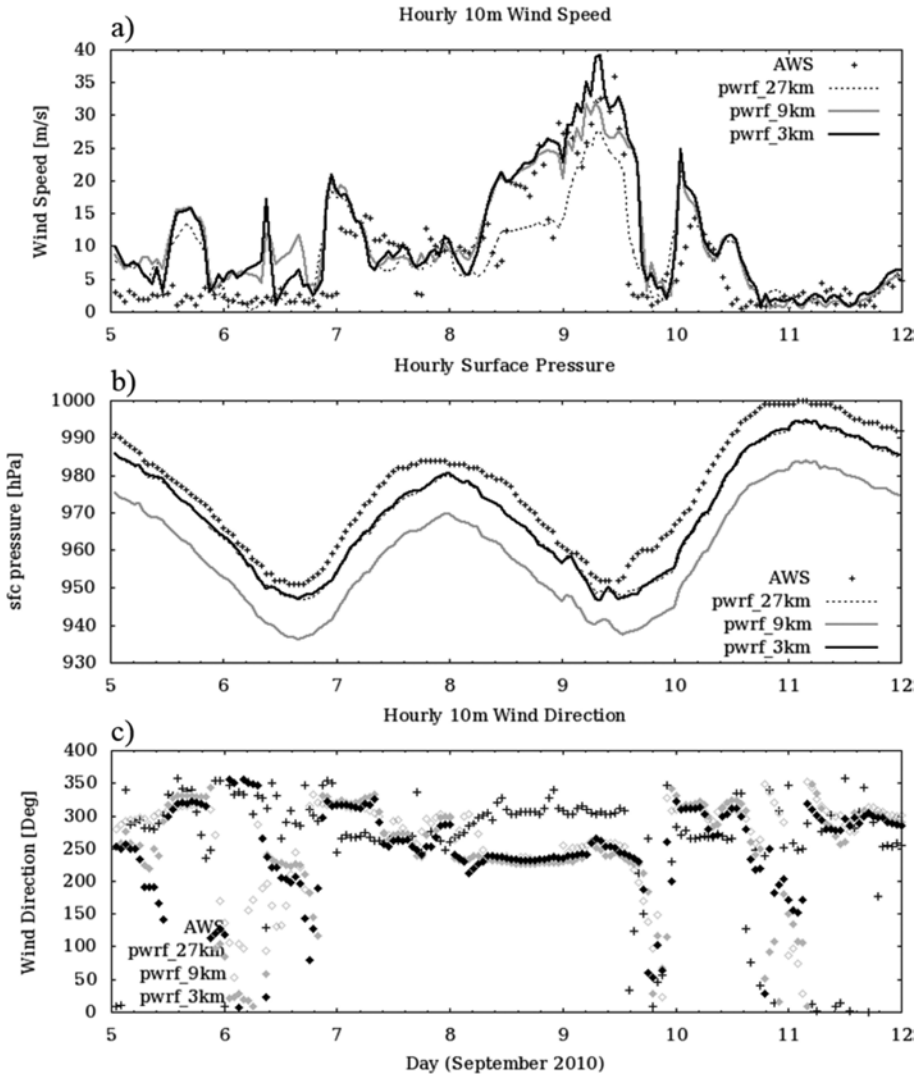 Hourly 10m Wind Speed
a)
40
35
30
25
20
15
10
5
0
Wind Speed [m/s]
AWS
pwrf_27km
pwrf_9km
pwrf_3km
5 6 7 8 9 10 11 12
Hourly Surface Pressure
b)
1000
990
980
970
960
950
940
930
sfc pressure [hPa]
AWS
pwrf_27km
pwrf_9km
pwrf_3km
5 6 7 8 9 10 11 12
Hourly 10m Wind Direction
c)
400
350
300
250
200
150
100
50
0
Wind Direction [Deg]
AWS
pwrf_27km
pwrf_9km
pwrf_3km
5 6 7 8 9 10 11 12
Day (September 2010)